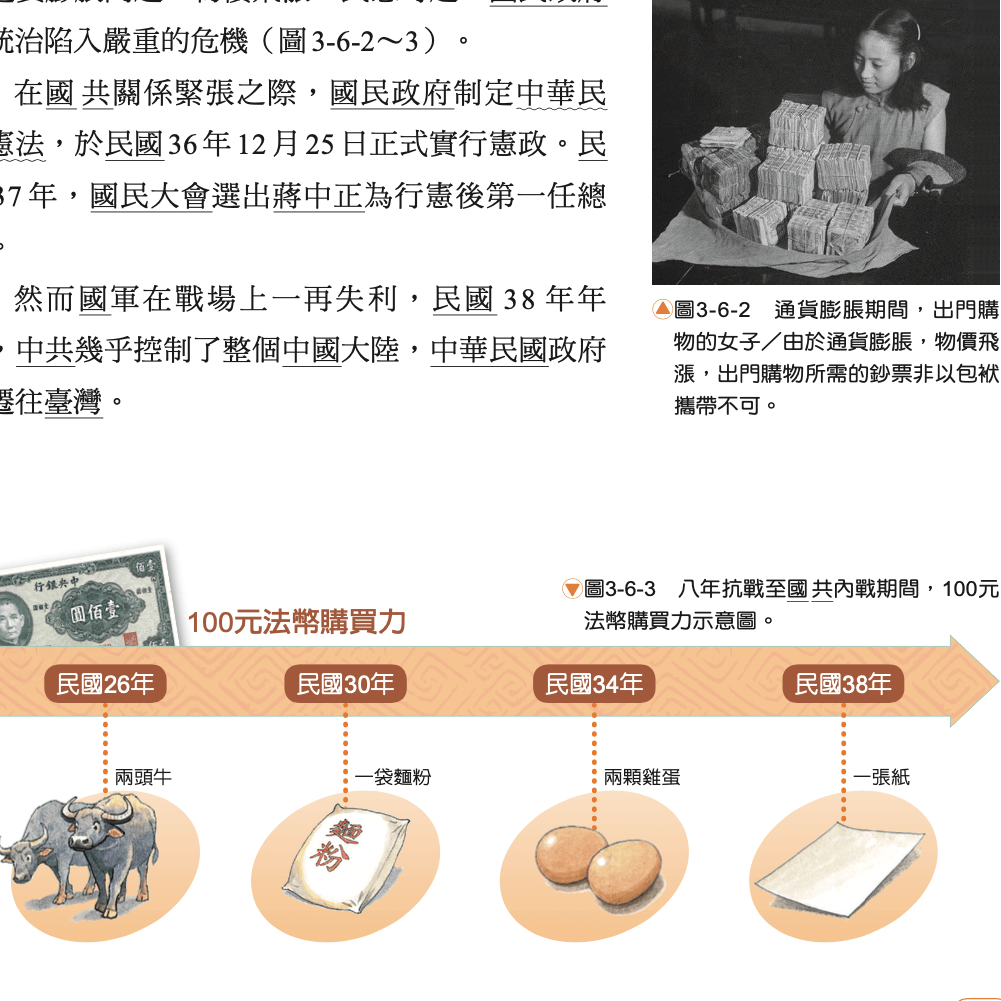 統治陷入嚴重的危機（圖3-6-2～3）。
在國共關係緊張之際，國民政府制定中華民
憲法，於民國36年12月25日正式實行憲政。民
37年，國民大會選出蔣中正為行憲後第一任總
。
然而國軍在戰場上一再失利，民國38年年
，中共幾乎控制了整個中國大陸，中華民國政府
遷往臺灣。
圖3-6-2　通貨膨脹期間，出門購
物的女子／由於通貨膨脹，物價飛
漲，出門購物所需的鈔票非以包袱
攜帶不可。
圖3-6-3　八年抗戰至國共內戰期間，100元
法幣購買力示意圖。
中央銀行
壹佰圓
壹佰
100元法幣購買力
民國26年
民國30年
民國34年
民國38年
兩頭牛
一袋麵粉
兩顆雞蛋
一張紙
麵粉